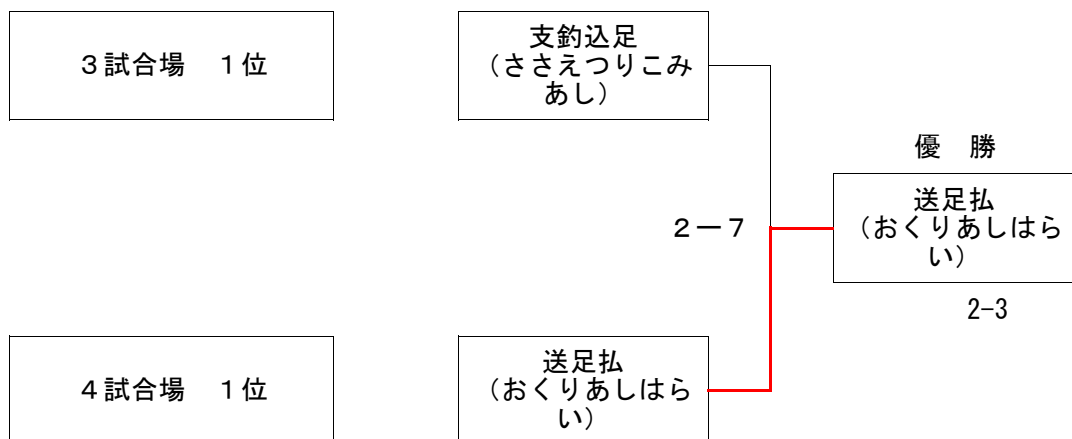 ３試合場　１位
支釣込足
（ささえつりこみ
あし）
優　勝
送足払
（おくりあしはら
い）
２－７
2-3
４試合場　１位
送足払
（おくりあしはら
い）